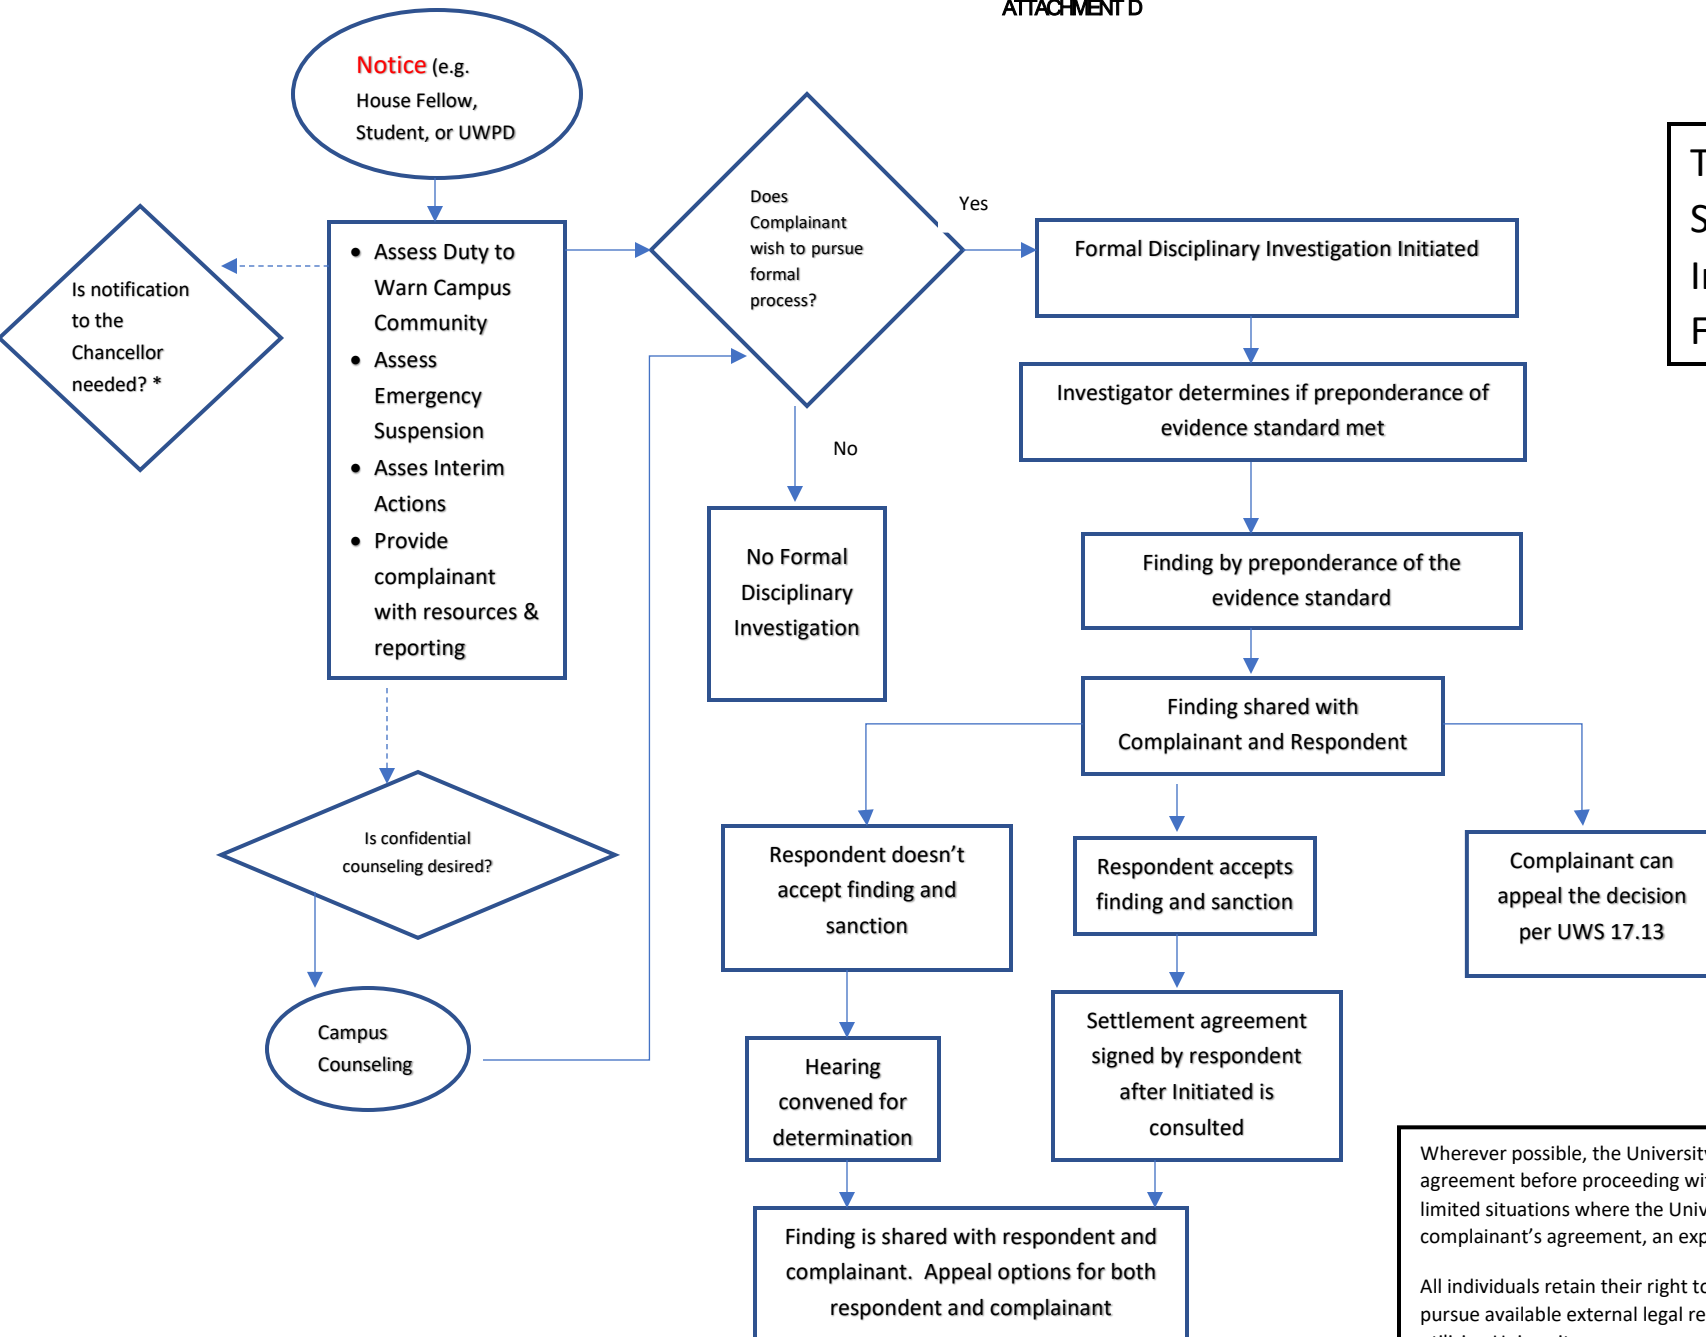 ATTACHMENT D
Notice (e.g.
House Fellow,
Student, or UWPD
Is notification
to the
Chancellor
needed? *
• Assess Duty to
Warn Campus
Community
• Assess
Emergency
Suspension
• Asses Interim
Actions
• Provide
complainant
with resources &
reporting
Does
Complainant
wish to pursue
formal
process?
Yes
No
Formal Disciplinary Investigation Initiated
Investigator determines if preponderance of
evidence standard met
Finding by preponderance of the
evidence standard
Finding shared with
Complainant and Respondent
No Formal
Disciplinary
Investigation
Is confidential
counseling desired?
Campus
Counseling
Respondent doesn’t
accept finding and
sanction
Respondent accepts
finding and sanction
Complainant can
appeal the decision
per UWS 17.13
Hearing
convened for
determination
Settlement agreement
signed by respondent
after Initiated is
consulted
Finding is shared with respondent and
complainant.  Appeal options for both
respondent and complainant
Wherever possible, the University
agreement before proceeding
limited situations where the
complainant’s agreement, an
All individuals retain their right to
pursue available external legal